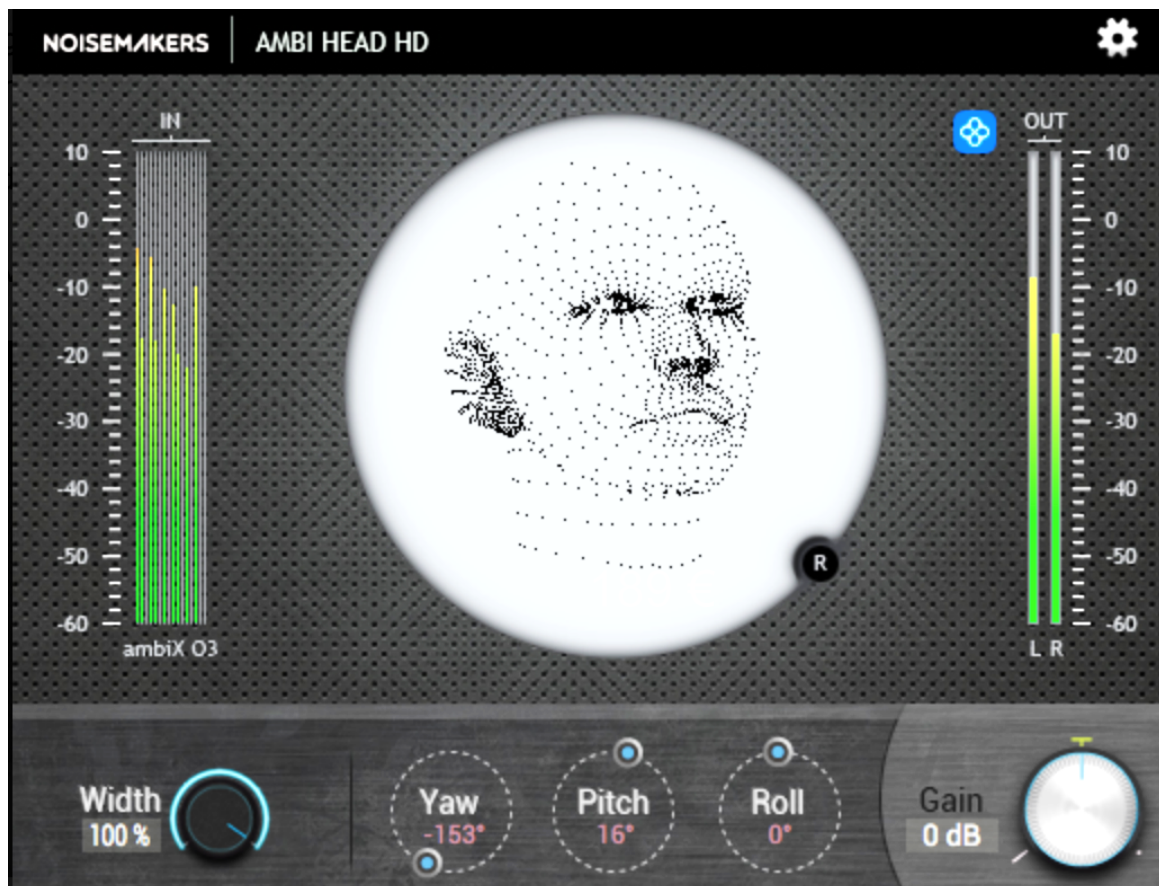 NOISEMAKERS AMBI HEAD HD
IN
OUT
10
0
-10
-20
-30
-40
-50
-60
ambiX O3
R
10
0
-10
-20
-30
-40
-50
-60
L R
Width
100 %
Yaw
-153°
Pitch
16°
Roll
0°
Gain
0 dB